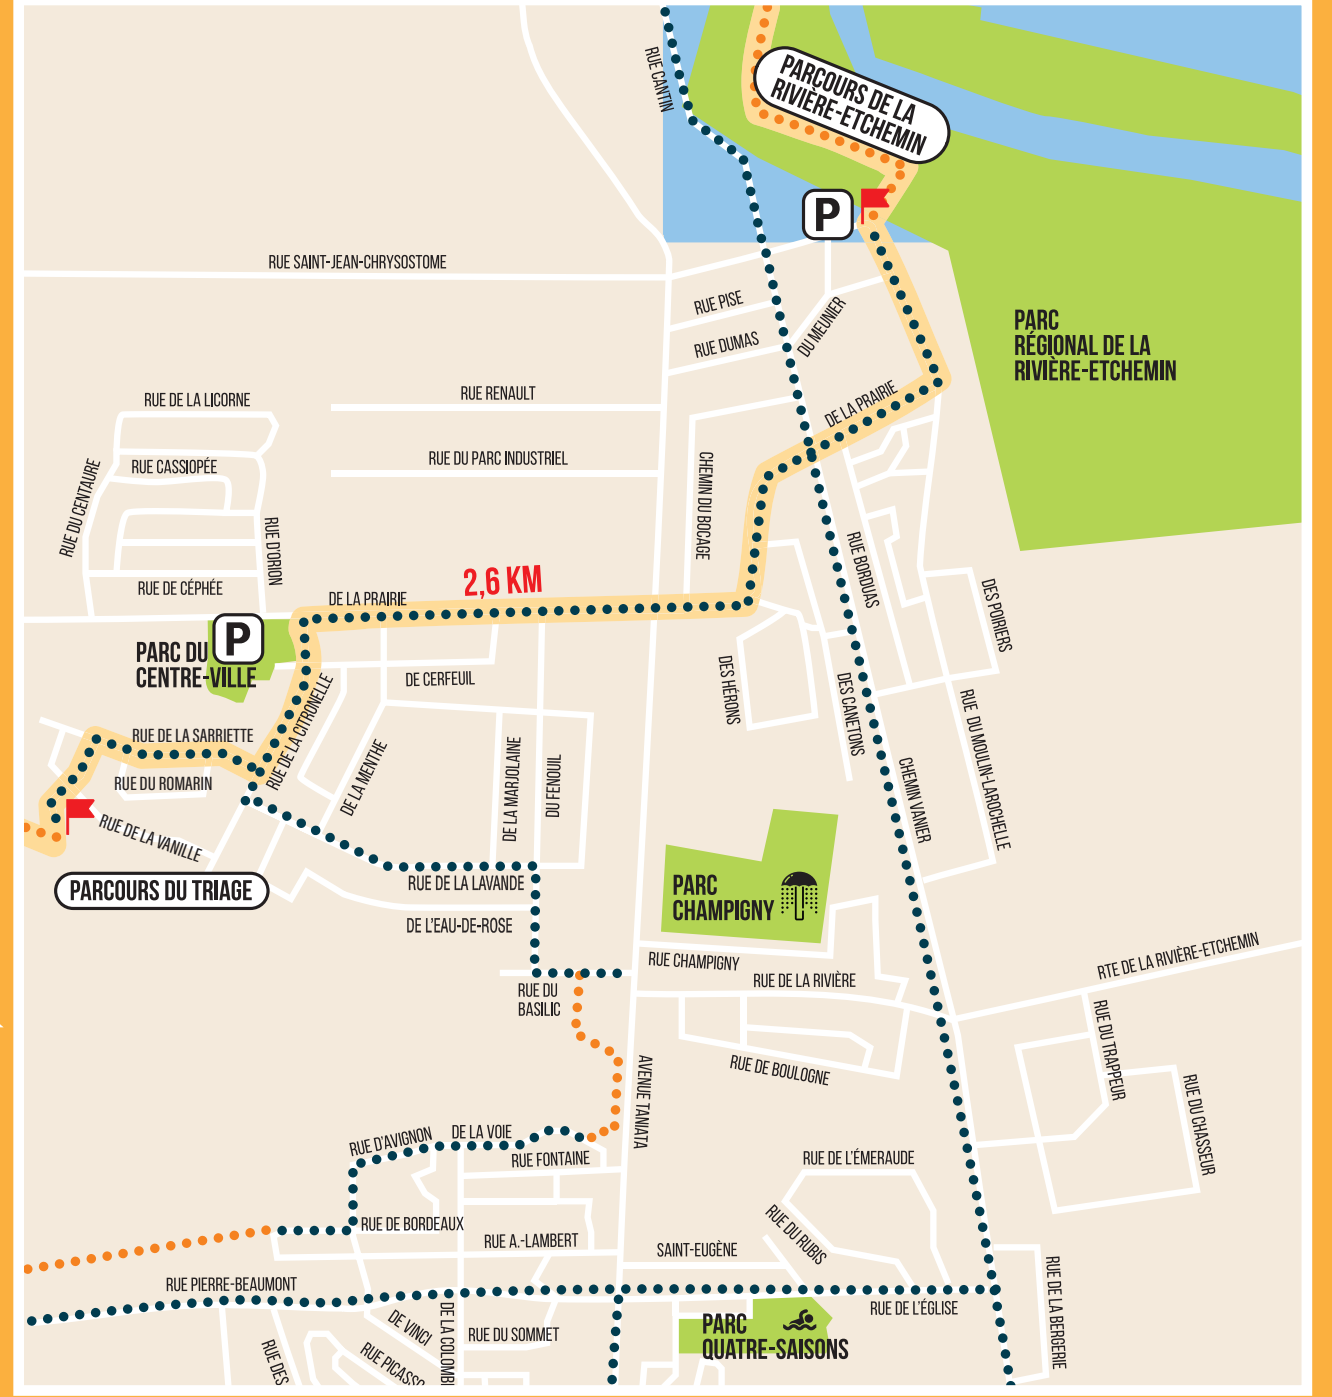 RUE CANTIN
PARCOURS DE LA
RIVIÈRE-ETCHEMIN
P
RUE SAINT-JEAN-CHRYSOSTOME
RUE PISE
DU MEUNIER
RUE DUMAS
PARC
RÉGIONAL DE LA
RIVIÈRE-ETCHEMIN
RUE DE LA LICORNE
RUE RENAULT
DE LA PRAIRIE
RUE CASSIOPÉE
RUE DU PARC INDUSTRIEL
RUE DU CENTAURE
CHEMIN DU BOCAGE
RUE D'ORION
RUE BORDUAS
RUE DE CÉPHÉE
DE LA PRAIRIE
2,6 KM
DES POIRIERS
P
PARC DU
CENTRE-VILLE
DE CERFEUIL
DES HÉRONS
DES CANETONS
RUE DU MOULIN-LAROCHELLE
RUE DE LA CITRONELLE
RUE DE LA SARRIETTE
RUE DU ROMARIN
DE LA MENTHE
DE LA MARJOLAINE
DU FENOUIL
CHEMIN VANIER
RUE DE LA VANILLE
PARCOURS DU TRIAGE
RUE DE LA LAVANDE
PARC
CHAMPIGNY
DE L'EAU-DE-ROSE
RUE CHAMPIGNY
RUE DE LA RIVIÈRE
RTE DE LA RIVIÈRE-ETCHEMIN
RUE DU
BASILIC
RUE DE BOULOGNE
RUE DU TRAPPEUR
RUE DU CHASSEUR
AVENUE TANIATA
RUE D'AVIGNON
DE LA VOIE
RUE FONTAINE
RUE DE L'ÉMERAUDE
RUE DE BORDEAUX
RUE A.-LAMBERT
SAINT-EUGÈNE
RUE DU RUBIS
RUE PIERRE-BEAUMONT
RUE DE L'ÉGLISE
RUE DE LA BERGERIE
DE VINCI
DE LA COLOMB
RUE DU SOMMET
PARC
QUATRE-SAISONS
RUE DES
RUE PICASSO